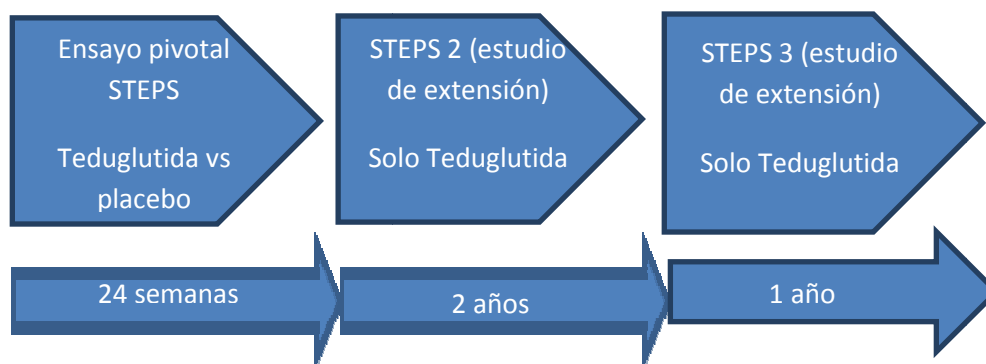 Ensayo pivotal
STEPS
Teduglutida vs
placebo
STEPS 2 (estudio
de extensión)
Solo Teduglutida
STEPS 3 (estudio
de extensión)
Solo Teduglutida
24 semanas
2 años
1 año